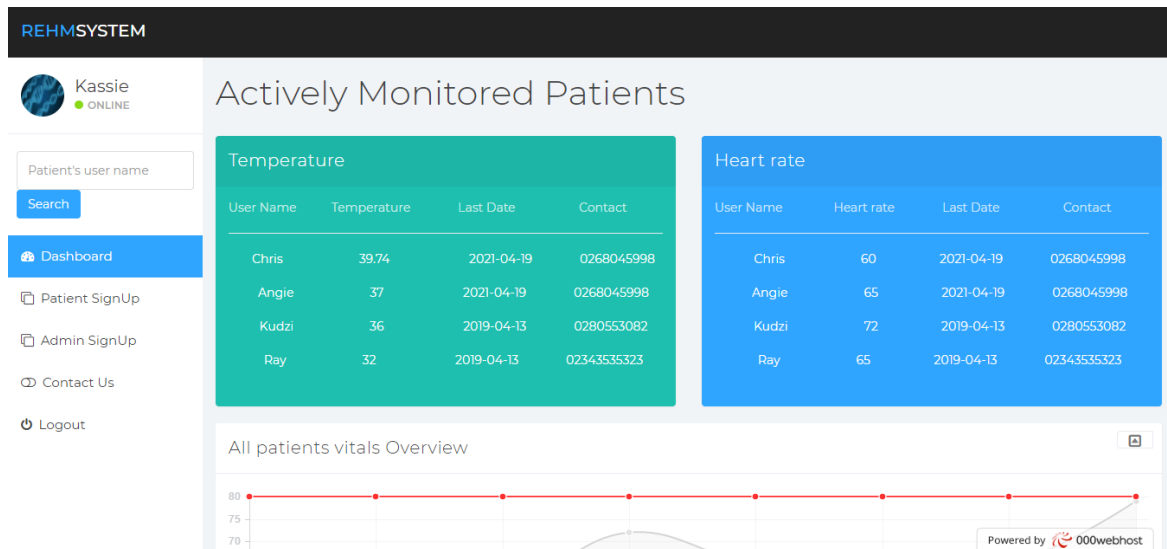 REHMSYSTEM
Kassie
ONLINE
Patient's user name
Search
Dashboard
Patient SignUp
Admin SignUp
Contact Us
Logout
Actively Monitored Patients
Temperature
User Name Temperature Last Date Contact
Chris 39.74 2021-04-19 0268045998
Angie 37 2021-04-19 0268045998
Kudzi 36 2019-04-13 0280553082
Ray 32 2019-04-13 02343535323
Heart rate
User Name Heart rate Last Date Contact
Chris 60 2021-04-19 0268045998
Angie 65 2021-04-19 0268045998
Kudzi 72 2019-04-13 0280553082
Ray 65 2019-04-13 02343535323
All patients vitals Overview
80
75
70
Powered by 000webhost